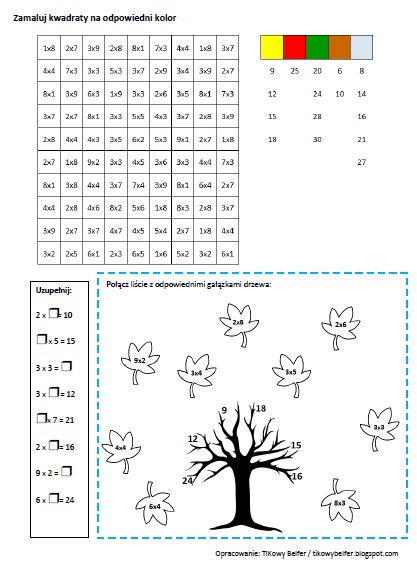 Zamaluj kwadraty na odpowiedni kolor
1x8 2x7 3x9 2x8 8x1 7x3 4x4 1x8 3x7
4x4 7x3 3x3 5x3 3x7 2x9 3x4 3x9 2x7
8x1 3x9 6x3 1x9 3x3 2x6 3x5 8x1 7x3
3x7 2x7 8x1 3x3 5x5 4x3 3x7 2x8 3x9
2x8 4x4 4x3 3x5 6x2 5x3 9x1 2x7 1x8
2x7 1x8 9x2 3x3 4x5 3x6 3x3 4x4 7x3
8x1 3x8 4x4 3x7 7x4 3x9 8x1 6x4 2x7
4x4 2x8 4x6 8x2 5x6 1x8 8x3 2x8 3x7
3x9 2x7 3x7 4x7 4x5 5x4 2x7 1x8 4x4
3x2 2x5 6x1 2x3 6x5 1x6 5x2 3x2 6x1
9 25 20 6 8
12 24 10 14
15 28 16
18 30 21
27
Uzupełnij:
2 x = 10
x 5 = 15
3 x 3 =
3 x = 12
x 7 = 21
2 x = 16
9 x 2 =
6 x = 24
Połącz liście z odpowiednimi gałązkami drzewa:
2x8
2x6
9x2
3x4
3x5
3x3
4x4
6x4
8x3
9
18
12
15
24
16
Opracowanie: TIKowy Belfer / tikowybelfer.blogspot.com